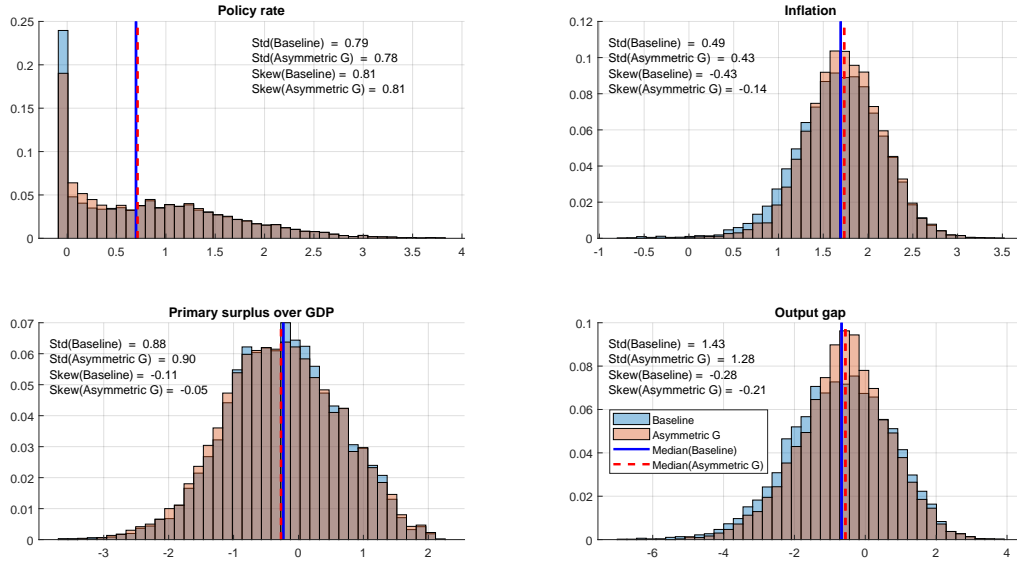 Policy rate
0.25
0.2
0.15
0.1
0.05
0
Std(Baseline) = 0.79
Std(Asymmetric G) = 0.78
Skew(Baseline) = 0.81
Skew(Asymmetric G) = 0.81
0 0.5 1 1.5 2 2.5 3 3.5 4
Inflation
0.12
0.1
0.08
0.06
0.04
0.02
0
Std(Baseline) = 0.49
Std(Asymmetric G) = 0.43
Skew(Baseline) = -0.43
Skew(Asymmetric G) = -0.14
-1 -0.5 0 0.5 1 1.5 2 2.5 3 3.5
Primary surplus over GDP
0.07
0.06
0.05
0.04
0.03
0.02
0.01
0
Std(Baseline) = 0.88
Std(Asymmetric G) = 0.90
Skew(Baseline) = -0.11
Skew(Asymmetric G) = -0.05
-3 -2 -1 0 1 2
Output gap
0.1
0.08
0.06
0.04
0.02
0
Std(Baseline) = 1.43
Std(Asymmetric G) = 1.28
Skew(Baseline) = -0.28
Skew(Asymmetric G) = -0.21
Baseline
Asymmetric G
Median(Baseline)
Median(Asymmetric G)
-6 -4 -2 0 2 4